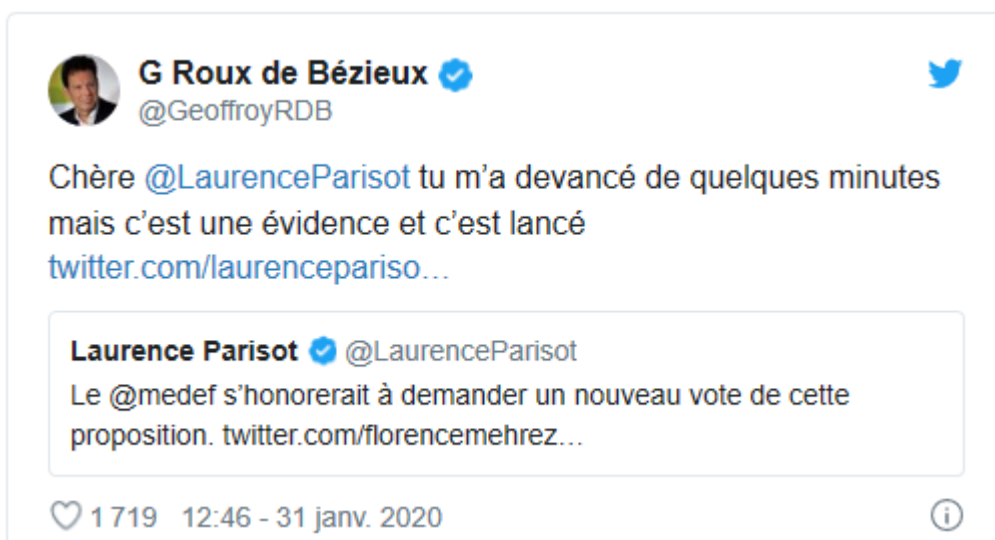 G Roux de Bézieux
@GeoffroyRDB
Chère @LaurenceParisot tu m’a devancé de quelques minutes
mais c’est une évidence et c’est lancé
twitter.com/laurencepariso…
Laurence Parisot @LaurenceParisot
Le @medef s’honorerait à demander un nouveau vote de cette
proposition. twitter.com/florencemehrez…
1 719 12:46 - 31 janv. 2020